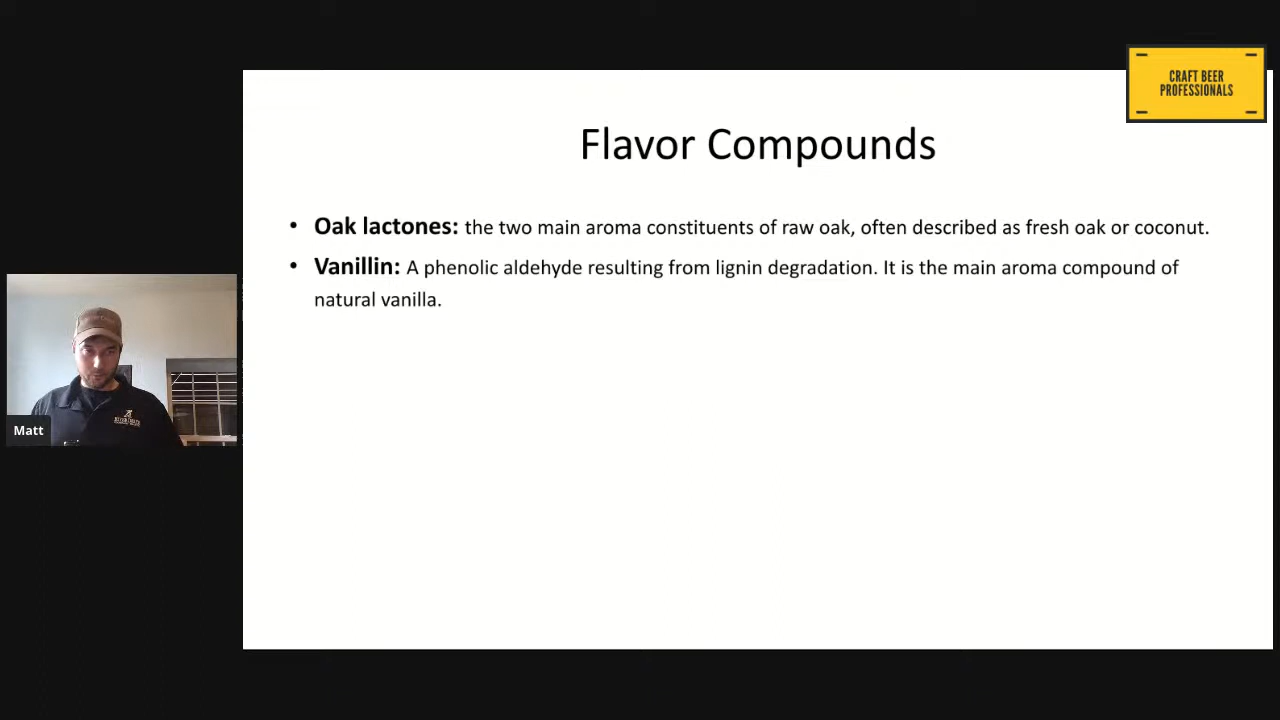 CRAFT BEER
PROFESSIONALS
Flavor Compounds
• Oak lactones: the two main aroma constituents of raw oak, often described as fresh oak or coconut.
• Vanillin: A phenolic aldehyde resulting from lignin degradation. It is the main aroma compound of
natural vanilla.
Matt